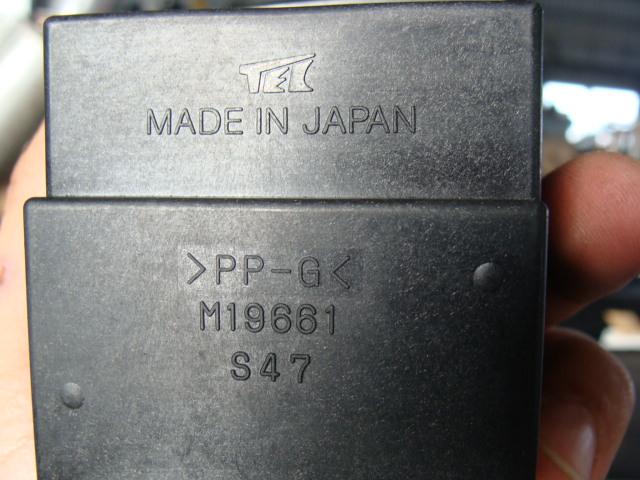 TEC
MADE IN JAPAN
>PP-G<
M19661
S47